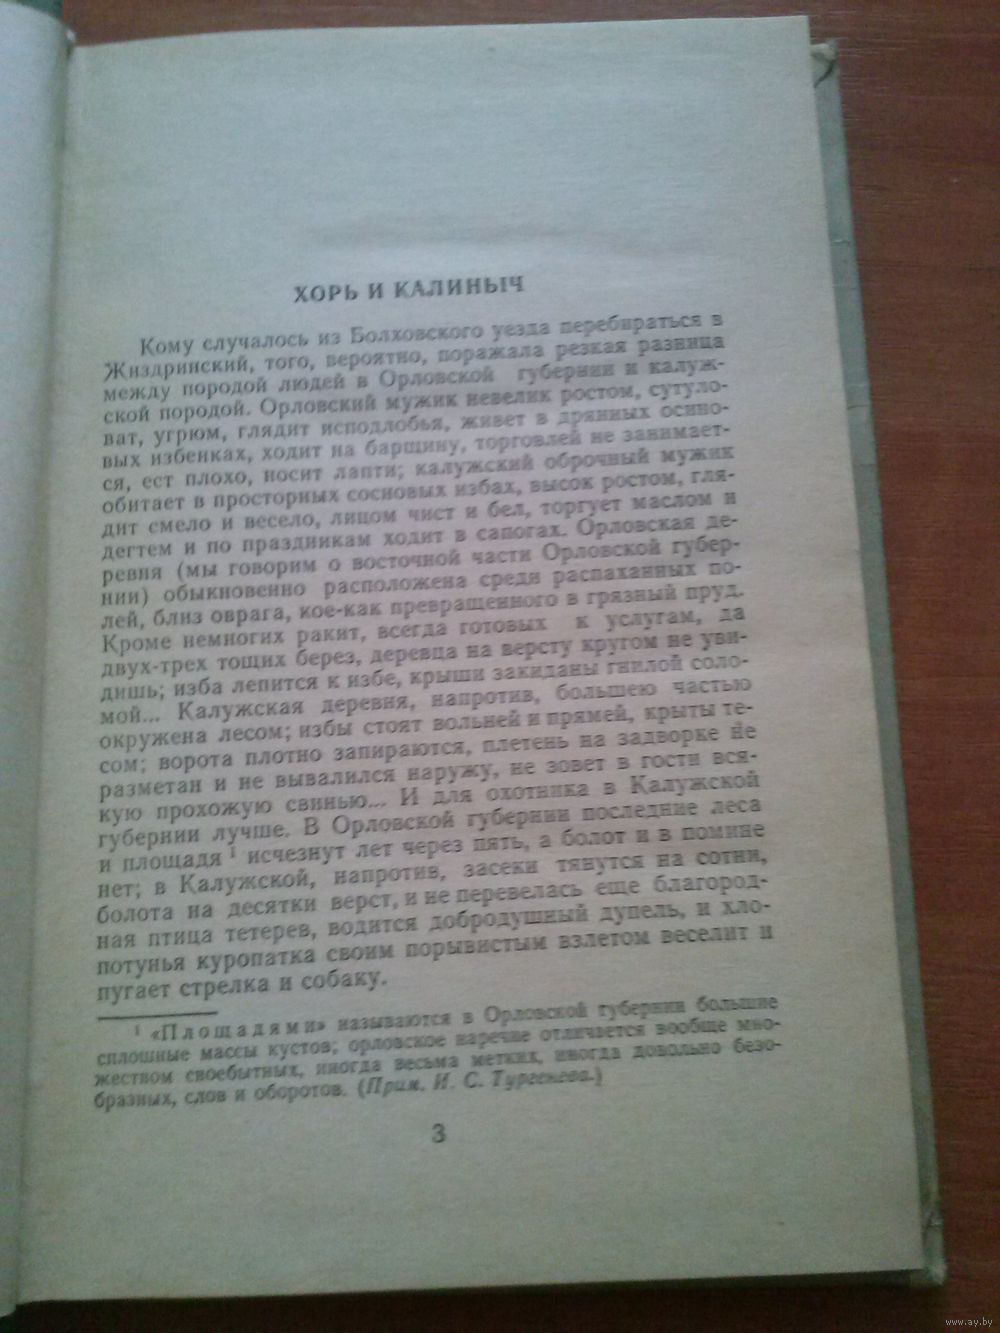 ХОРЬ И КАЛИНЫЧ
Кому случалось из Болховского уезда перебираться в
Жиздринский, того, вероятно, поражала резкая разница
между породой людей в Орловской губернии и калуж-
ской породой. Орловский мужик невелик ростом, сутуло-
ват, угрюм, глядит исподлобья, живет в дрянных осино-
вых избенках, ходит на барщину, торговлей не занимает-
ся, ест плохо, носит лапти; калужский оброчный мужик
обитает в просторных сосновых избах, высок ростом, гля-
дит смело и весело, лицом чист и бел, торгует маслом и
дегтем и по праздникам ходит в сапогах. Орловская де-
ревня (мы говорим о восточной части Орловской губер-
нии) обыкновенно расположена среди распаханных по-
лей, близ оврага, кое-как превращенного в грязный пруд.
Кроме немногих ракит, всегда готовых к услугам, да
двух-трех тощих берез, деревца на версту кругом не уви-
дишь; изба лепится к избе, крыши закиданы гнилой соло-
мой... Калужская деревня, напротив, большею частью
окружена лесом; избы стоят вольней и прямей, крыты те-
сом; ворота плотно запираются, плетень на задворке не
разметан и не вывалился наружу, не зовет в гости вся-
кую прохожую свинью... И для охотника в Калужской
губернии лучше. В Орловской губернии последние леса
и площадя ¹ исчезнут лет через пять, а болот и в помине
нет; в Калужской, напротив, засеки тянутся на сотни,
болота на десятки верст, и не перевелась еще благород-
ная птица тетерев, водится добродушный дупель, и хло-
потунья куропатка своим порывистым взлетом веселит и
пугает стрелка и собаку.
¹ «Площадями» называются в Орловской губернии большие
сплошные массы кустов; орловское наречие отличается вообще мно-
жеством своебытных, иногда весьма метких, иногда довольно безо-
бразных, слов и оборотов. (Прим. И. С. Тургенева.)
3
www.ay.by